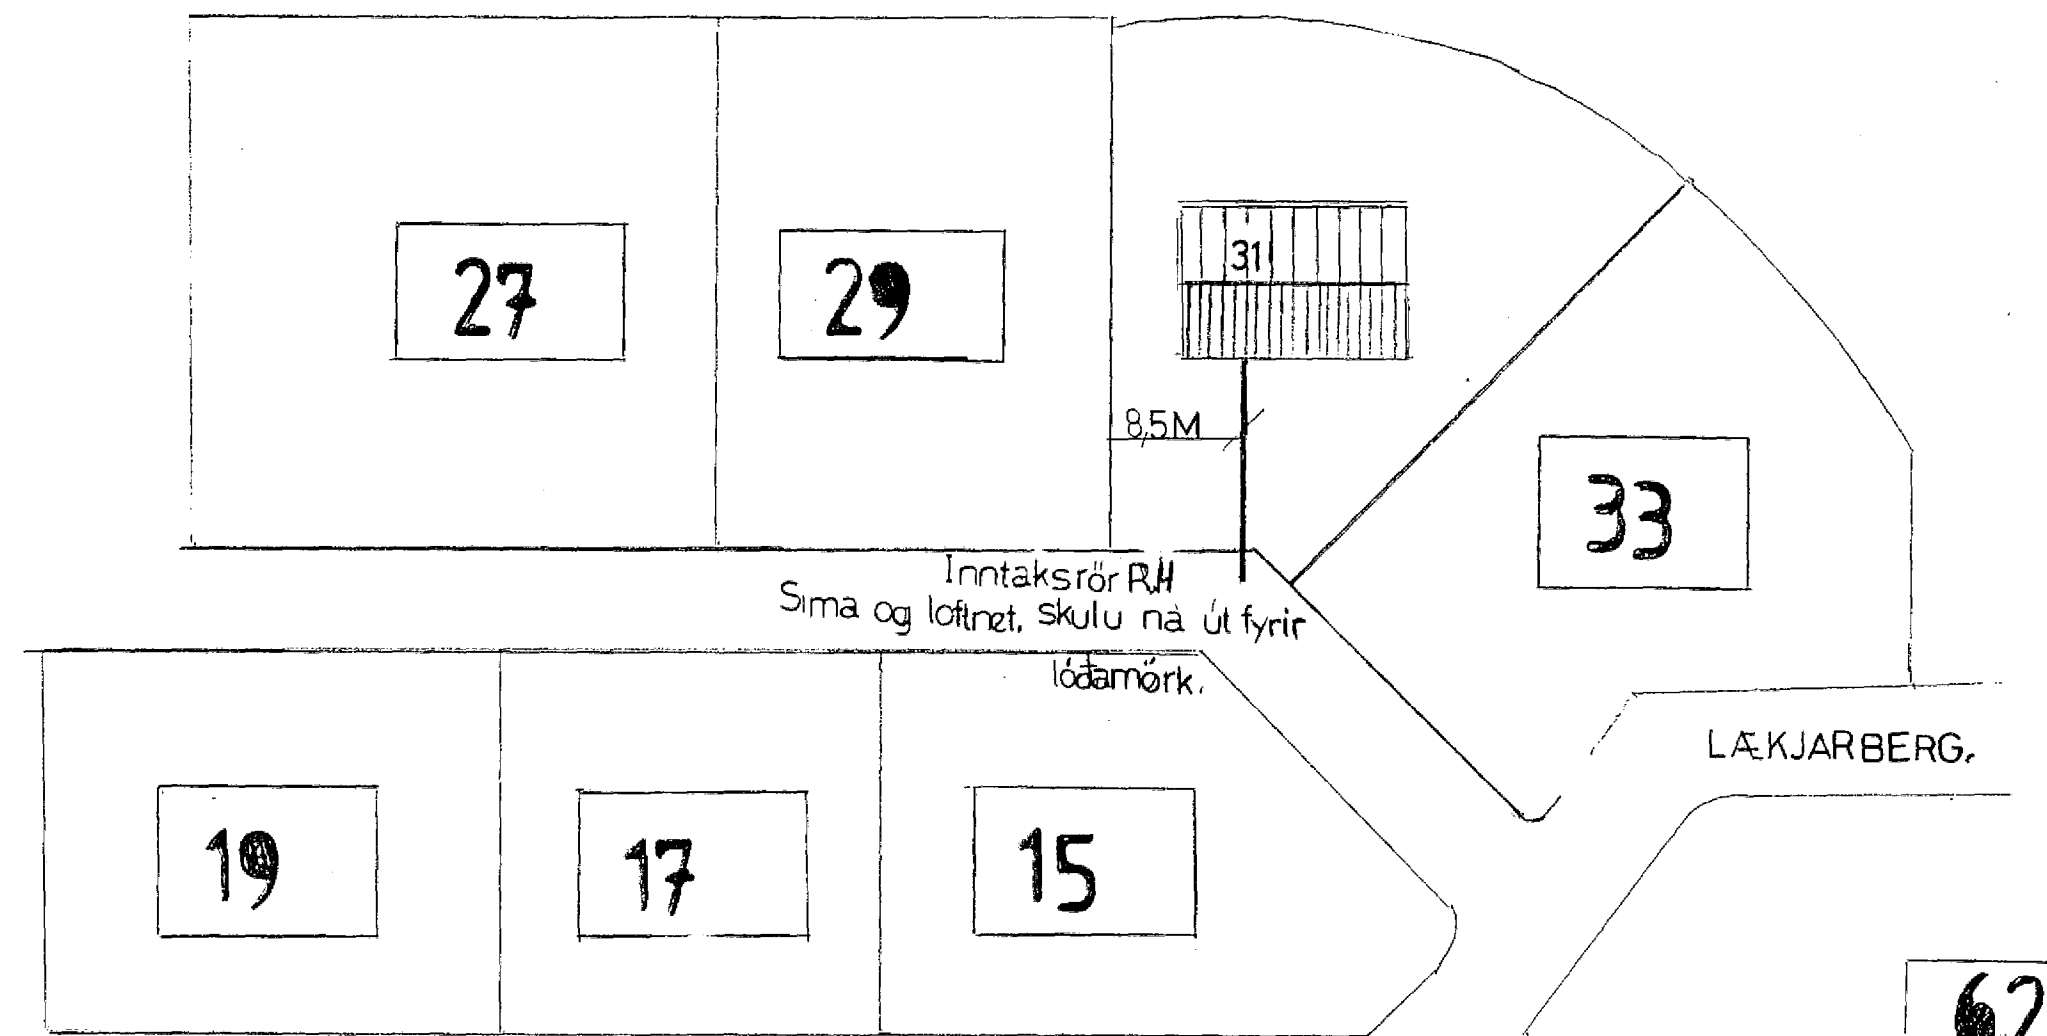 27
29
31
8,5M
33
Inntaksrör R.H
Sima og loftnet, skulu ná út fyrir
lóðamörk.
LÆKJARBERG.
19
17
15
62